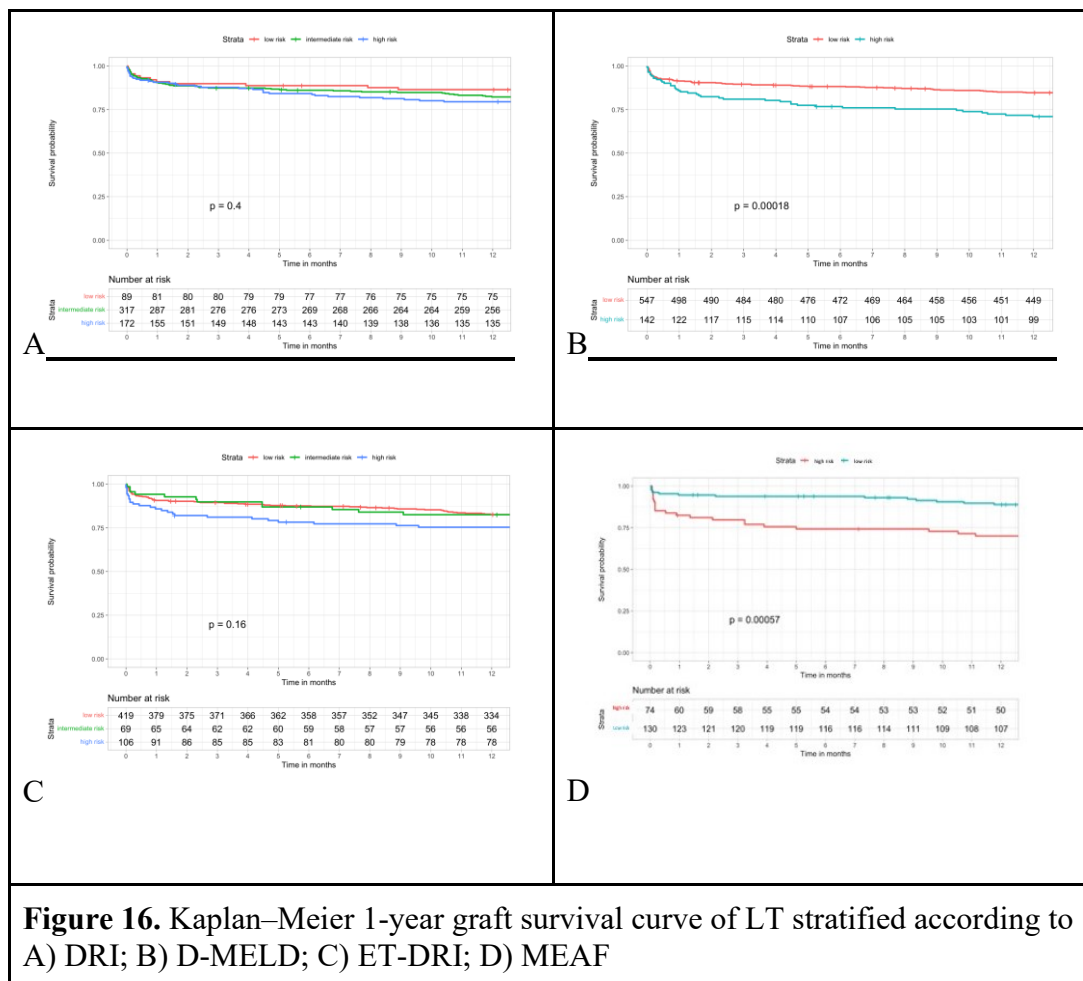 Strata low risk intermediate risk high risk
1.00
0.75
Survival probability
0.50
0.25
p = 0.4
0.00
0 1 2 3 4 5 6 7 8 9 10 11 12
Time in months
Number at risk
Strata
low risk 89 81 80 80 79 79 77 77 76 75 75 75 75
intermediate risk 317 287 281 276 276 273 269 268 266 264 264 259 256
high risk 172 155 151 149 148 143 143 140 139 138 136 135 135
0 1 2 3 4 5 6 7 8 9 10 11 12
Time in months
A
Strata low risk high risk
1.00
0.75
Survival probability
0.50
0.25
p = 0.00018
0.00
0 1 2 3 4 5 6 7 8 9 10 11 12
Time in months
Number at risk
Strata
low risk 547 498 490 484 480 476 472 469 464 458 456 451 449
high risk 142 122 117 115 114 110 107 106 105 105 103 101 99
0 1 2 3 4 5 6 7 8 9 10 11 12
Time in months
B
Strata low risk intermediate risk high risk
1.00
0.75
Survival probability
0.50
0.25
p = 0.16
0.00
0 1 2 3 4 5 6 7 8 9 10 11 12
Time in months
Number at risk
Strata
low risk 419 379 375 371 366 362 358 357 352 347 345 338 334
intermediate risk 69 65 64 62 62 60 59 58 57 57 56 56 56
high risk 106 91 86 85 85 83 81 80 80 79 78 78 78
0 1 2 3 4 5 6 7 8 9 10 11 12
Time in months
C
Strata high risk low risk
1.00
0.75
Survival probability
0.50
0.25
p = 0.00057
0.00
0 1 2 3 4 5 6 7 8 9 10 11 12
Time in months
Number at risk
Strata
high risk 74 60 59 58 55 55 54 54 53 53 52 51 50
low risk 130 123 121 120 119 119 116 116 114 111 109 108 107
0 1 2 3 4 5 6 7 8 9 10 11 12
Time in months
D
Figure 16. Kaplan–Meier 1-year graft survival curve of LT stratified according to
A) DRI; B) D-MELD; C) ET-DRI; D) MEAF